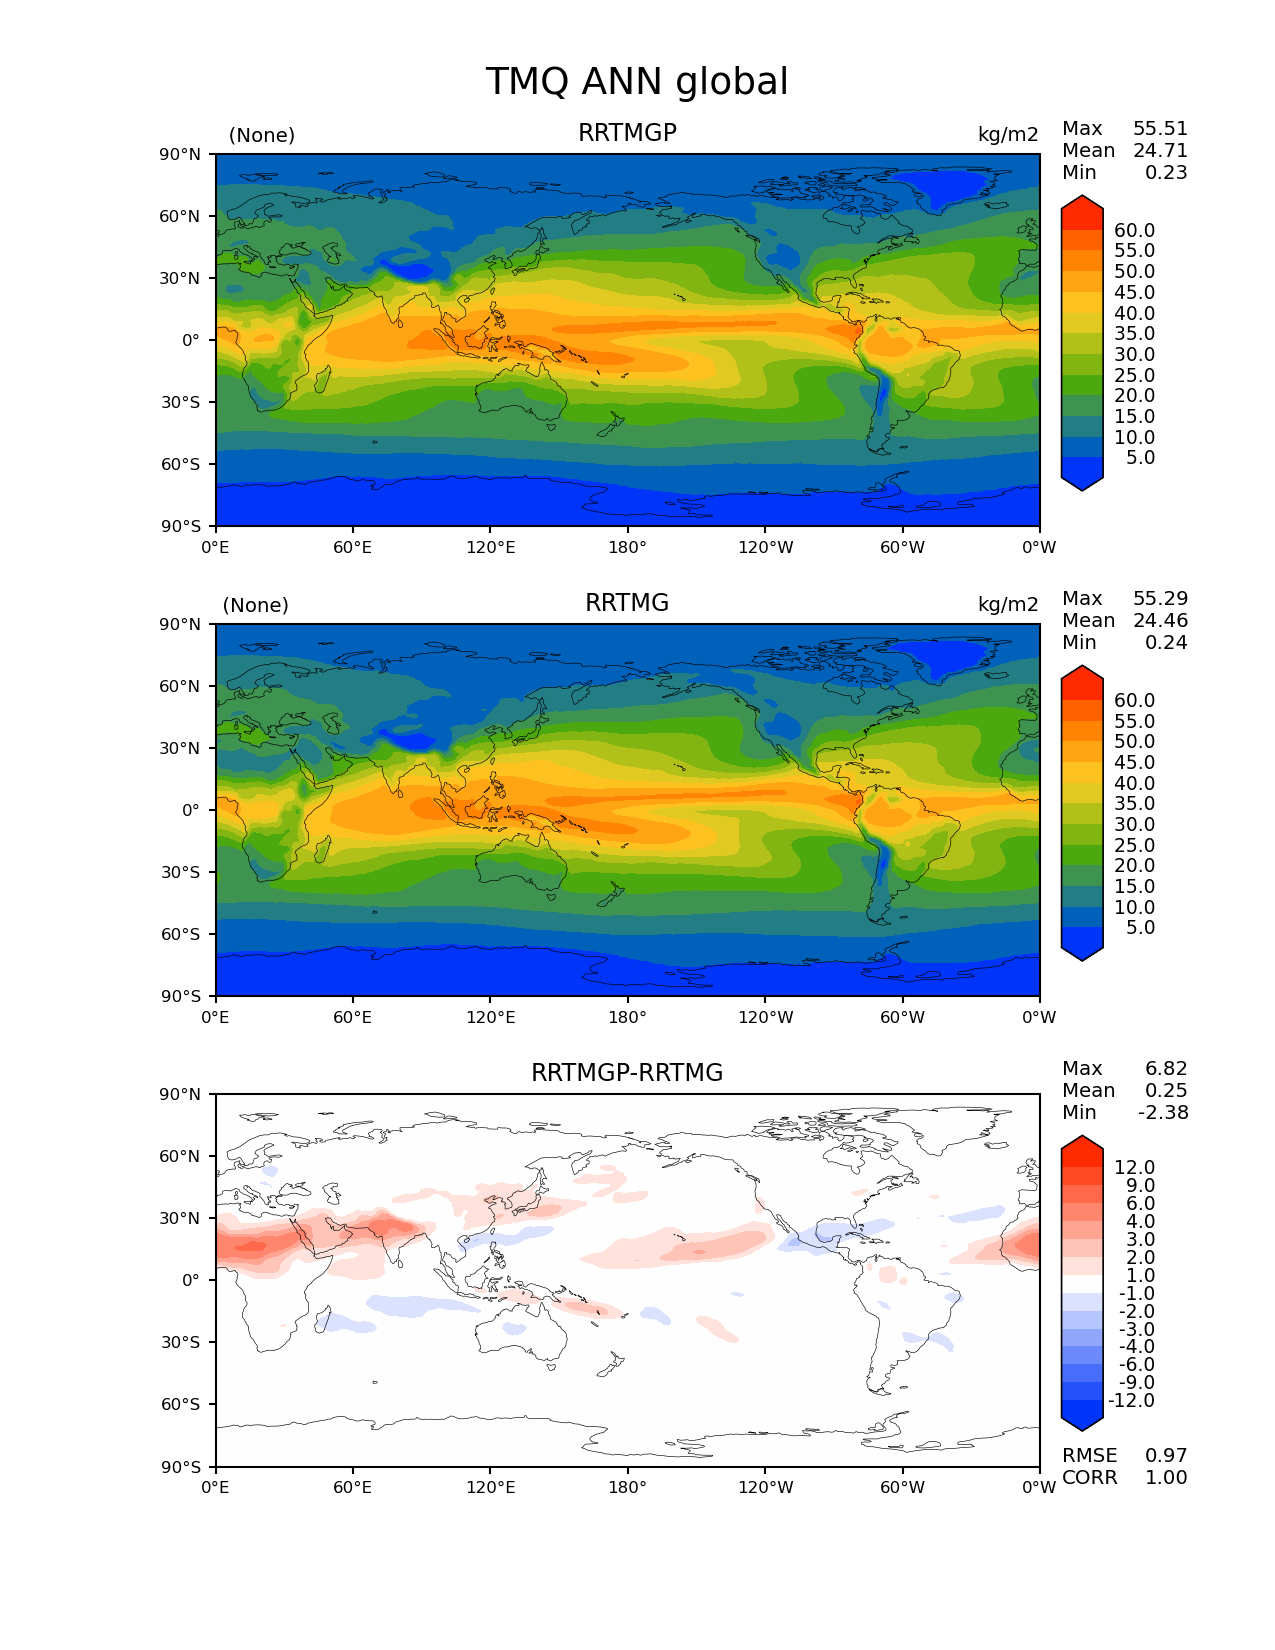 TMQ ANN global
(None) RRTMGP kg/m2
Max 55.51
Mean 24.71
Min 0.23
90°N
60°N
30°N
0°
30°S
60°S
90°S
0°E 60°E 120°E 180° 120°W 60°W 0°W
60.0
55.0
50.0
45.0
40.0
35.0
30.0
25.0
20.0
15.0
10.0
5.0
(None) RRTMG kg/m2
Max 55.29
Mean 24.46
Min 0.24
90°N
60°N
30°N
0°
30°S
60°S
90°S
0°E 60°E 120°E 180° 120°W 60°W 0°W
60.0
55.0
50.0
45.0
40.0
35.0
30.0
25.0
20.0
15.0
10.0
5.0
RRTMGP-RRTMG
Max 6.82
Mean 0.25
Min -2.38
90°N
60°N
30°N
0°
30°S
60°S
90°S
0°E 60°E 120°E 180° 120°W 60°W 0°W
12.0
9.0
6.0
4.0
3.0
2.0
1.0
-1.0
-2.0
-3.0
-4.0
-6.0
-9.0
-12.0
RMSE 0.97
CORR 1.00